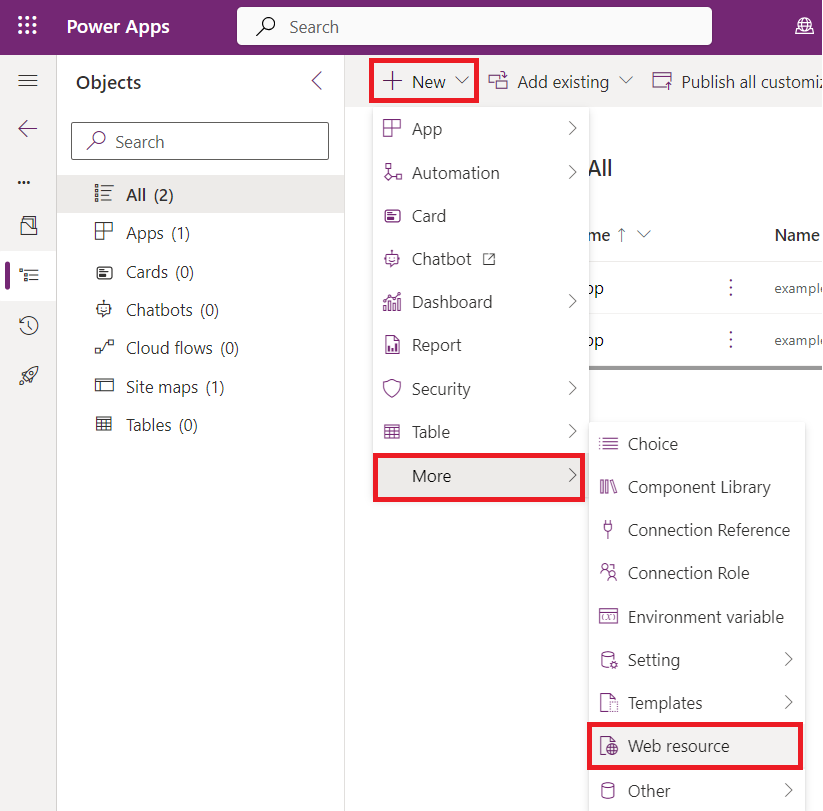 Power Apps
Search
Objects
New
Add existing
Publish all customiz
Search
All (2)
Apps (1)
Cards (0)
Chatbots (0)
Cloud flows (0)
Site maps (1)
Tables (0)
App
Automation
Card
Chatbot
Dashboard
Report
Security
Table
More
All
me ↑
Name
pp
example
pp
example
Choice
Component Library
Connection Reference
Connection Role
Environment variable
Setting
Templates
Web resource
Other